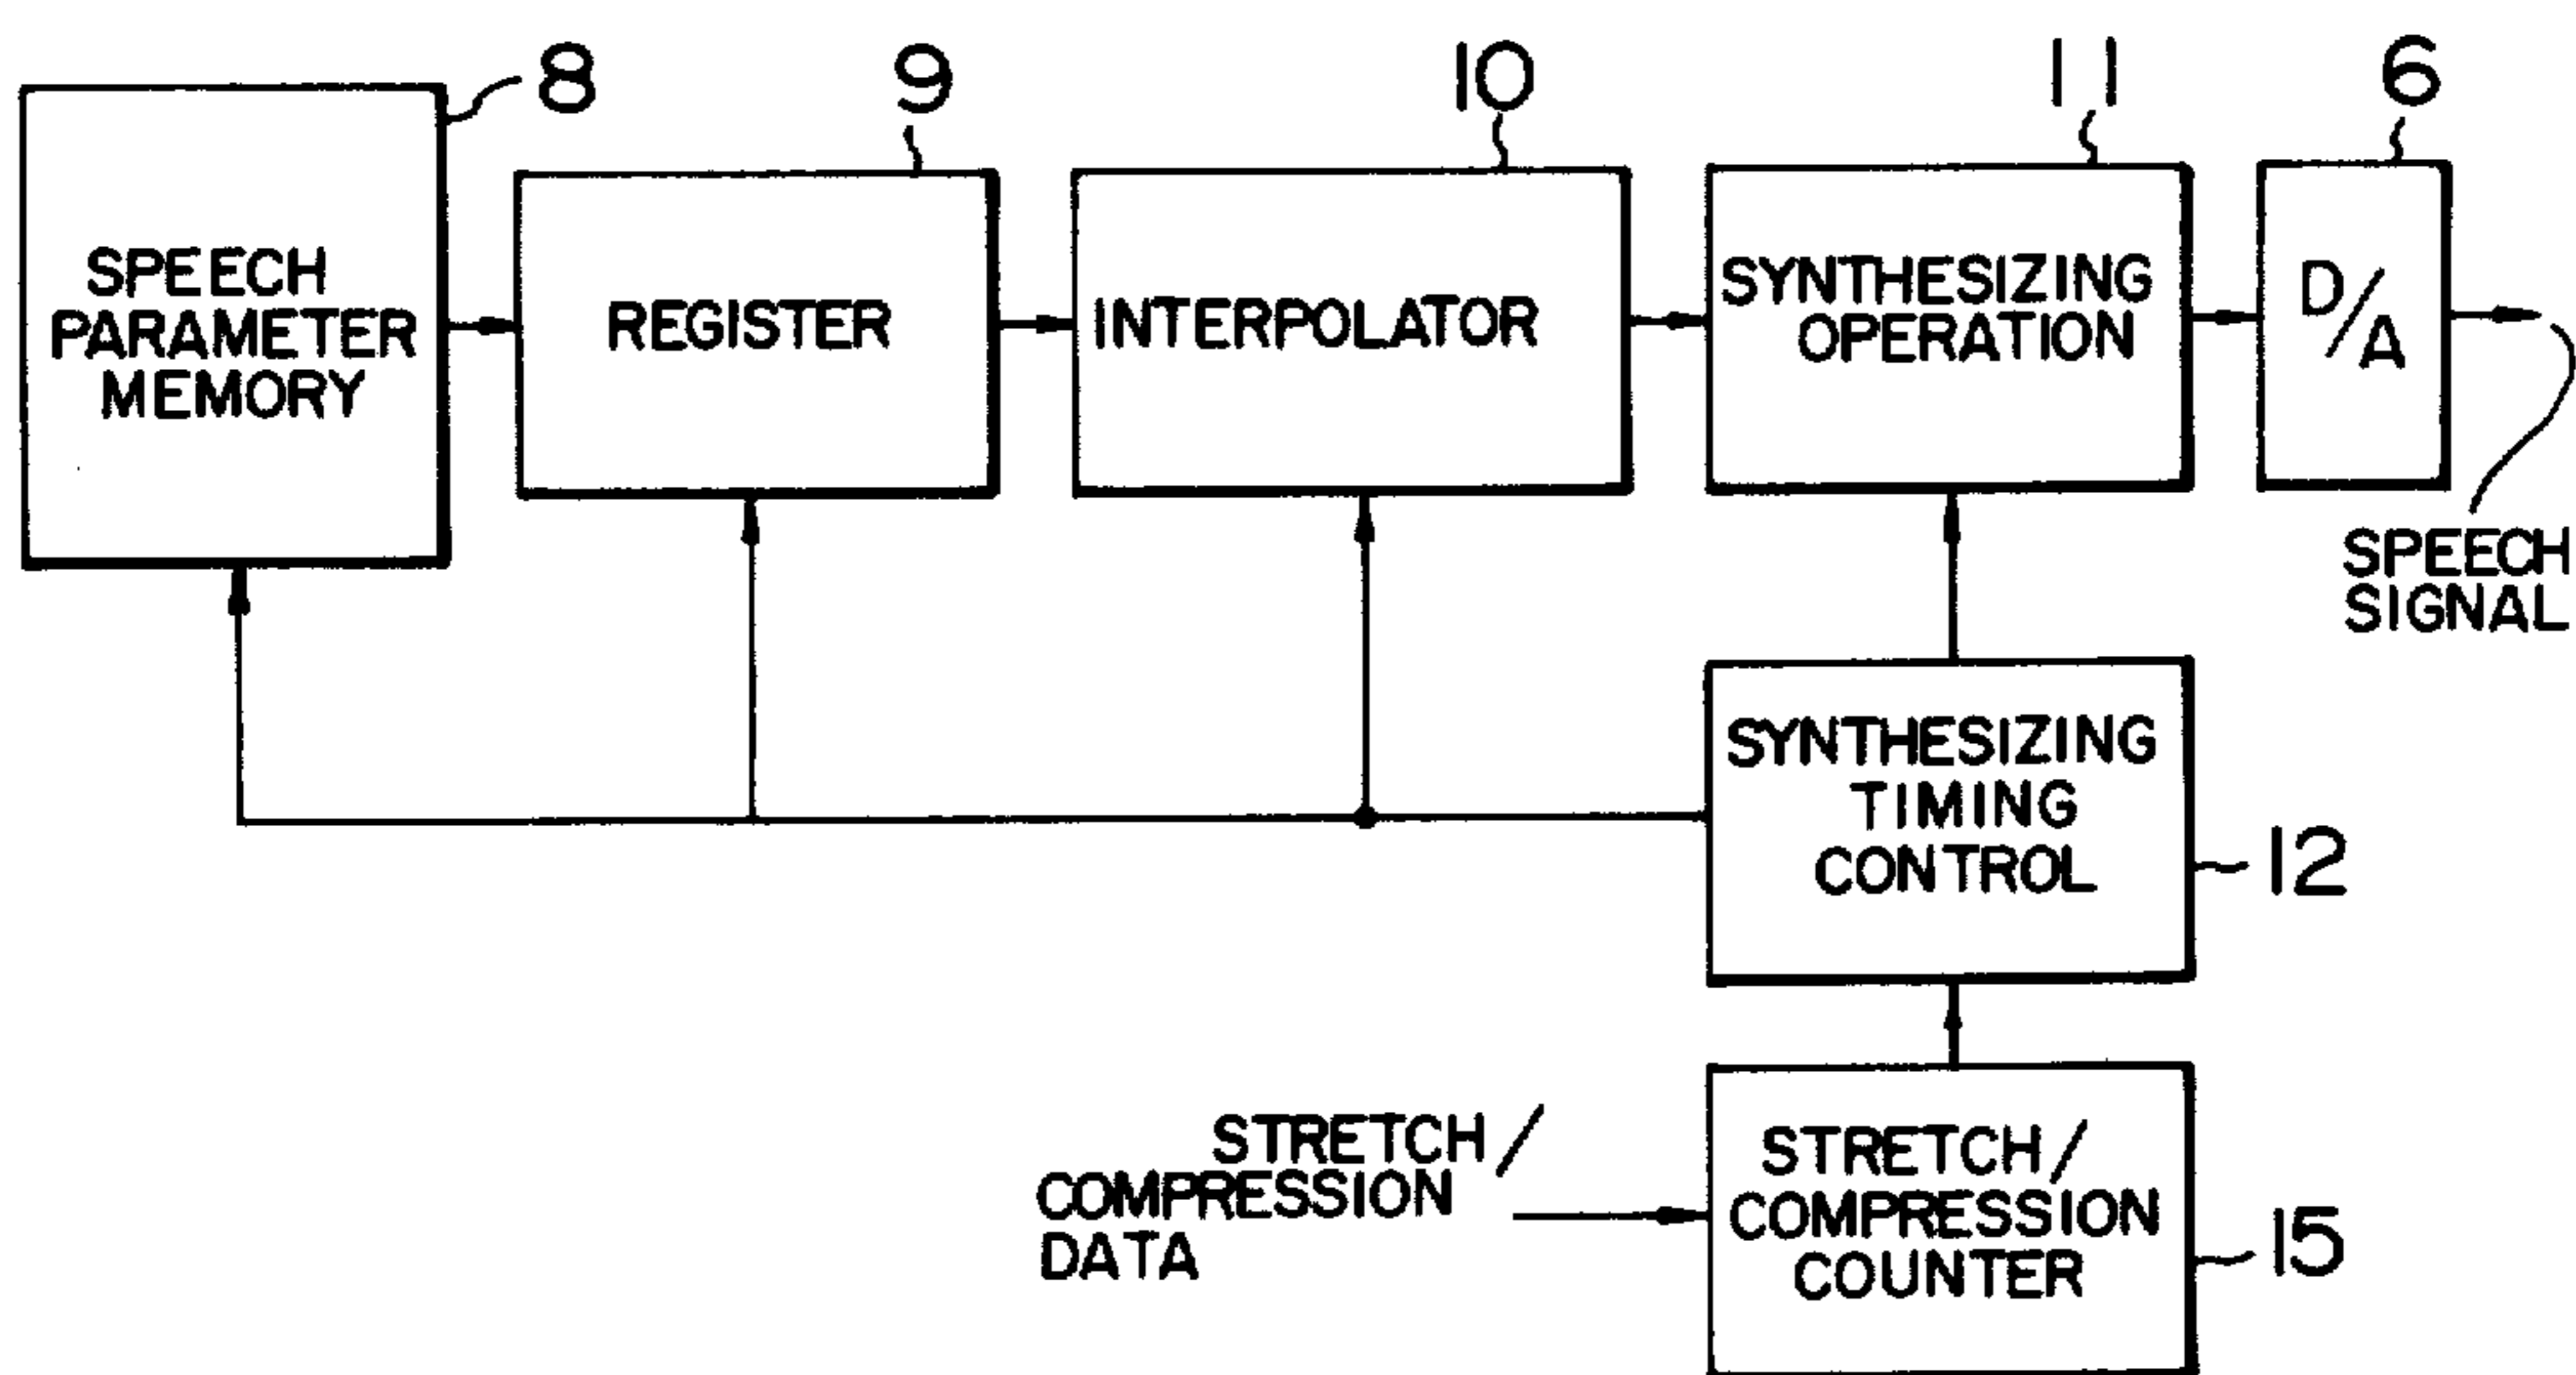 8
9
10
11
6
SPEECH
PARAMETER
MEMORY
REGISTER
INTERPOLATOR
SYNTHESIZING
OPERATION
D/A
SPEECH
SIGNAL
SYNTHESIZING
TIMING
CONTROL
12
STRETCH/
COMPRESSION
DATA
STRETCH/
COMPRESSION
COUNTER
15